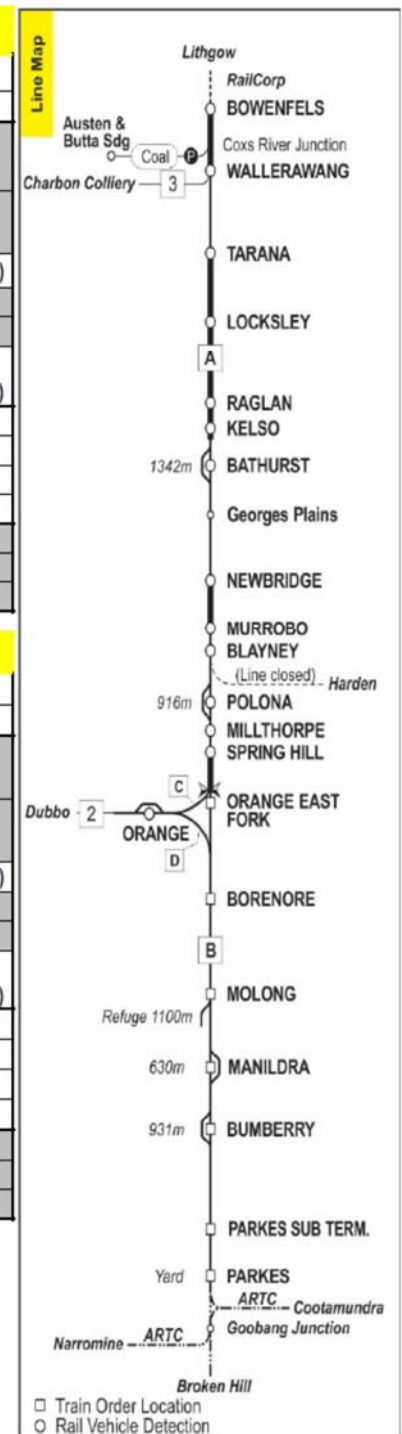 Line Map
Lithgow
RailCorp
BOWENFELS
Austen &
Butta Sdg
Coal
P
Coxs River Junction
Charbon Colliery
3
WALLERAWANG
TARANA
LOCKSLEY
A
RAGLAN
KELSO
1342m
BATHURST
Georges Plains
NEWBRIDGE
MURROBO
BLAYNEY
(Line closed)
Harden
916m
POLONA
MILLTHORPE
SPRING HILL
C
ORANGE EAST
FORK
Dubbo
2
ORANGE
D
BORENORE
B
MOLONG
Refuge 1100m
630m
MANILDRA
931m
BUMBERRY
PARKES SUB TERM.
Yard
PARKES
ARTC
Cootamundra
Goobang Junction
Narromine
ARTC
Broken Hill
Train Order Location
Rail Vehicle Detection
)
)
)
)